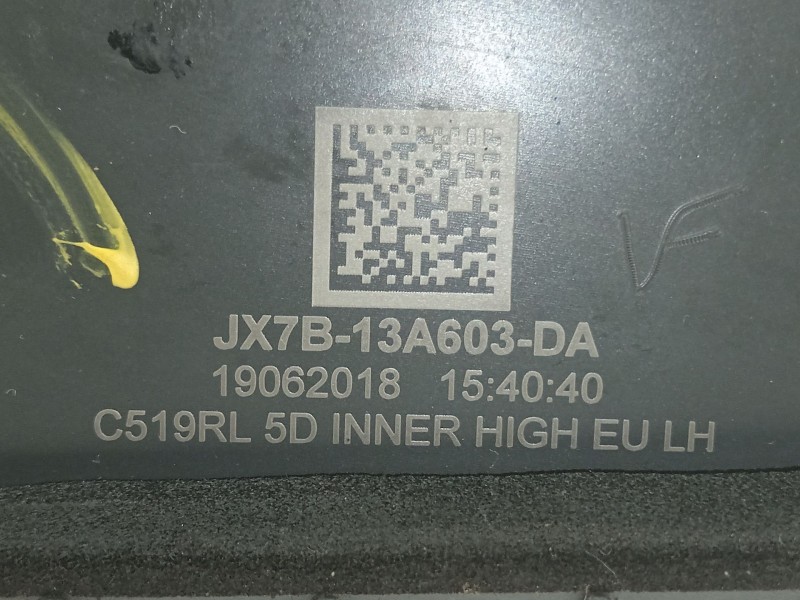 JX7B-13A603-DA
19062018 15:40:40
C519RL 5D INNER HIGH EU LH